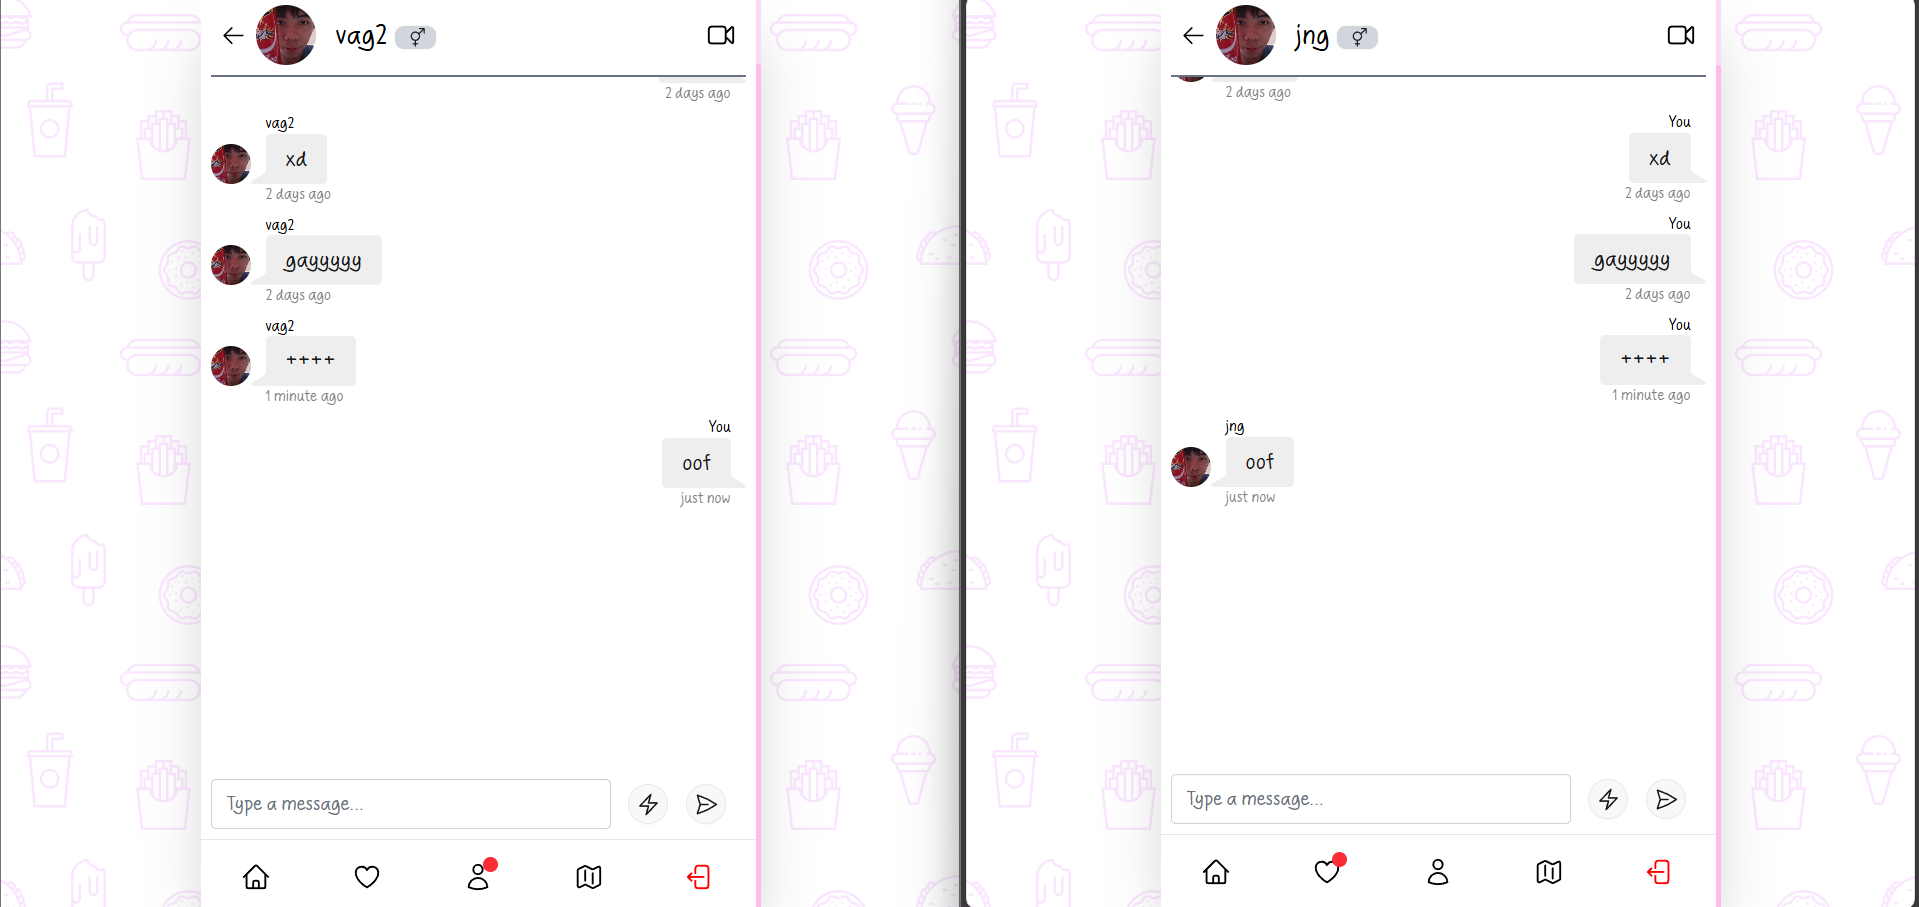 vag2
2 days ago
vag2
xd
2 days ago
vag2
gayyyyy
2 days ago
vag2
++++
1 minute ago
You
oof
just now
Type a message...
jng
2 days ago
You
xd
2 days ago
You
gayyyyy
2 days ago
You
++++
1 minute ago
jng
oof
just now
Type a message...